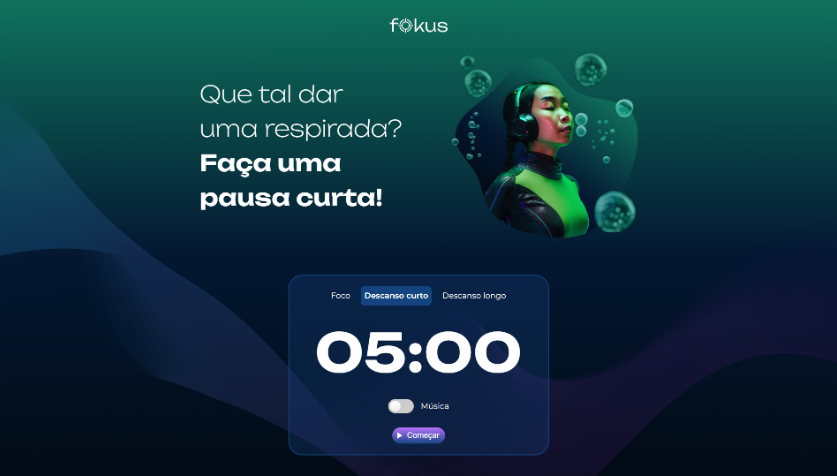 fokus
Que tal dar
uma respirada?
Faça uma
pausa curta!
Foco Descanso curto Descanso longo
05:00
Música
Começar